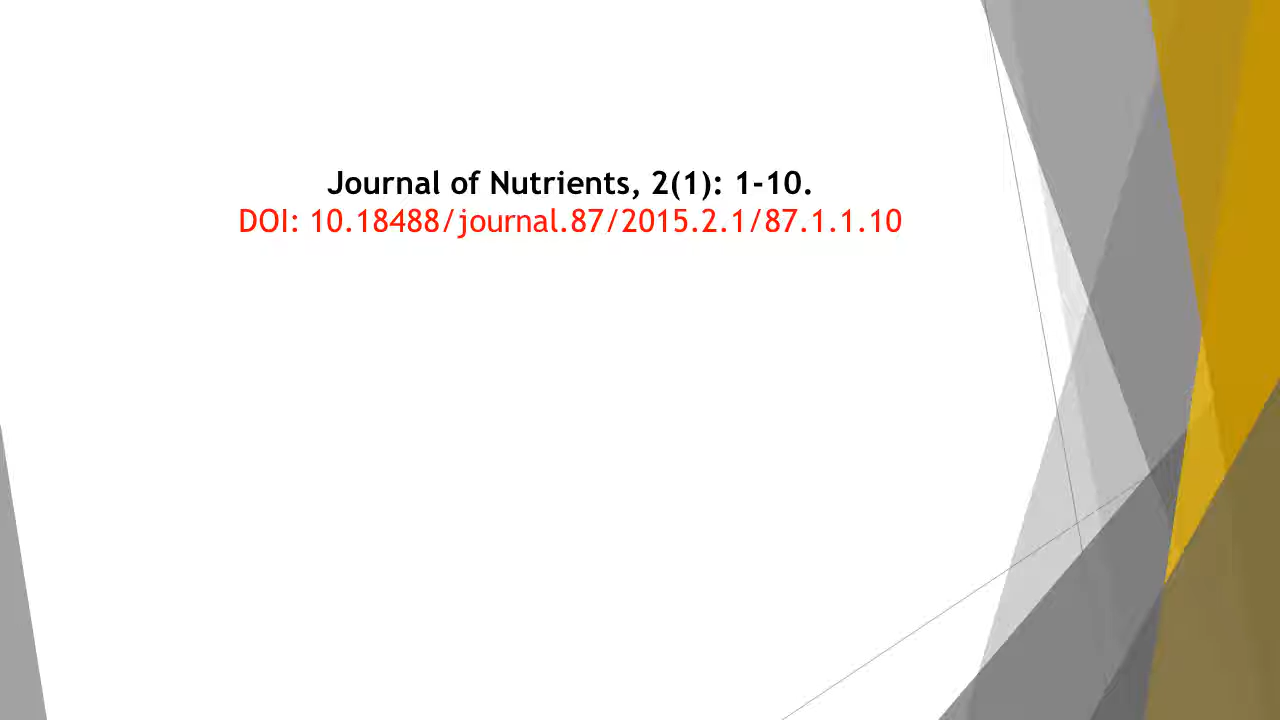 Journal of Nutrients, 2(1): 1-10.
DOI: 10.18488/journal.87/2015.2.1/87.1.1.10